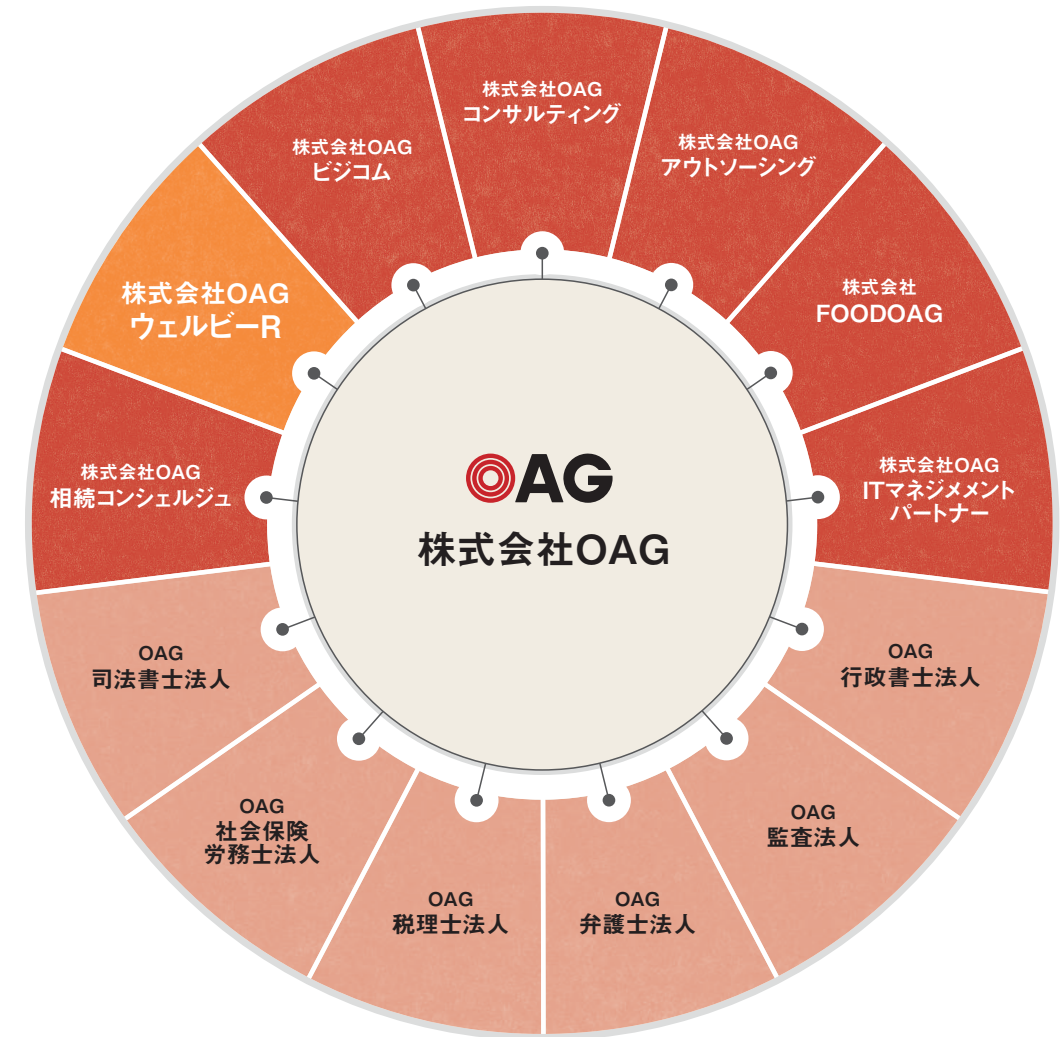 株式会社OAG
コンサルティング
株式会社OAG
アウトソーシング
株式会社
FOODOAG
株式会社OAG
ITマネジメメント
パートナー
OAG
行政書士法人
OAG
監査法人
OAG
弁護士法人
OAG
税理士法人
OAG
社会保険
労務士法人
OAG
司法書士法人
株式会社OAG
相続コンシェルジュ
株式会社OAG
ウェルビーR
株式会社OAG
ビジコム
OAG
株式会社OAG